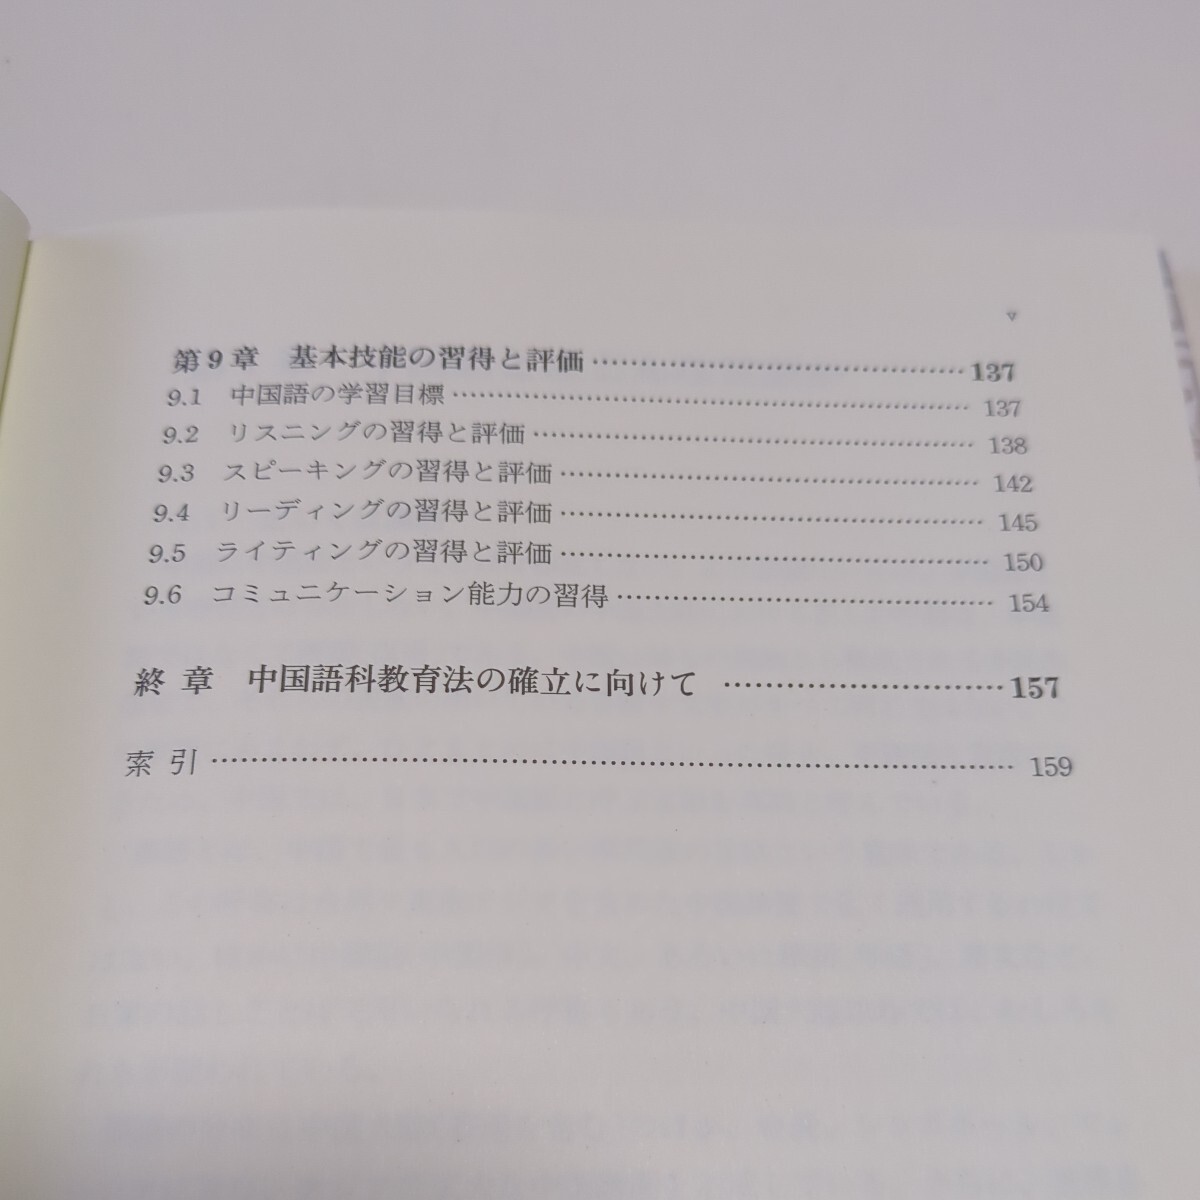 v
第9章 基本技能の習得と評価……………………………………137
9.1 中国語の学習目標……………………………………………… 137
9.2 リスニングの習得と評価……………………………………… 138
9.3 スピーキングの習得と評価…………………………………… 142
9.4 リーディングの習得と評価…………………………………… 145
9.5 ライティングの習得と評価…………………………………… 150
9.6 コミュニケーション能力の習得……………………………… 154
終 章 中国語科教育法の確立に向けて …………………………157
索 引…………………………………………………………………… 159